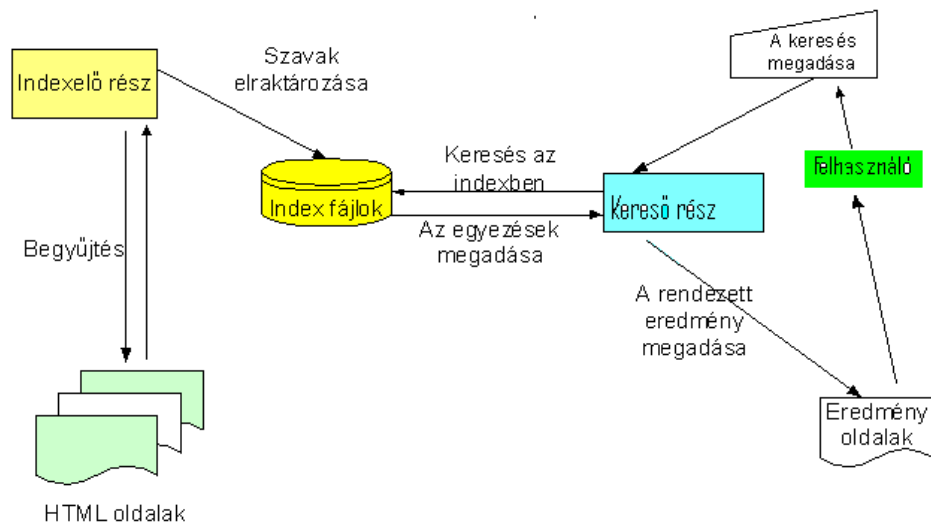 Indexelő rész
Szavak
elraktározása
A keresés
megadása
Keresés az
indexben
Felhasználó
Index fájlok
Kereső rész
Az egyezések
megadása
Begyűjtés
A rendezett
eredmény
megadása
Eredmény
oldalak
HTML oldalak